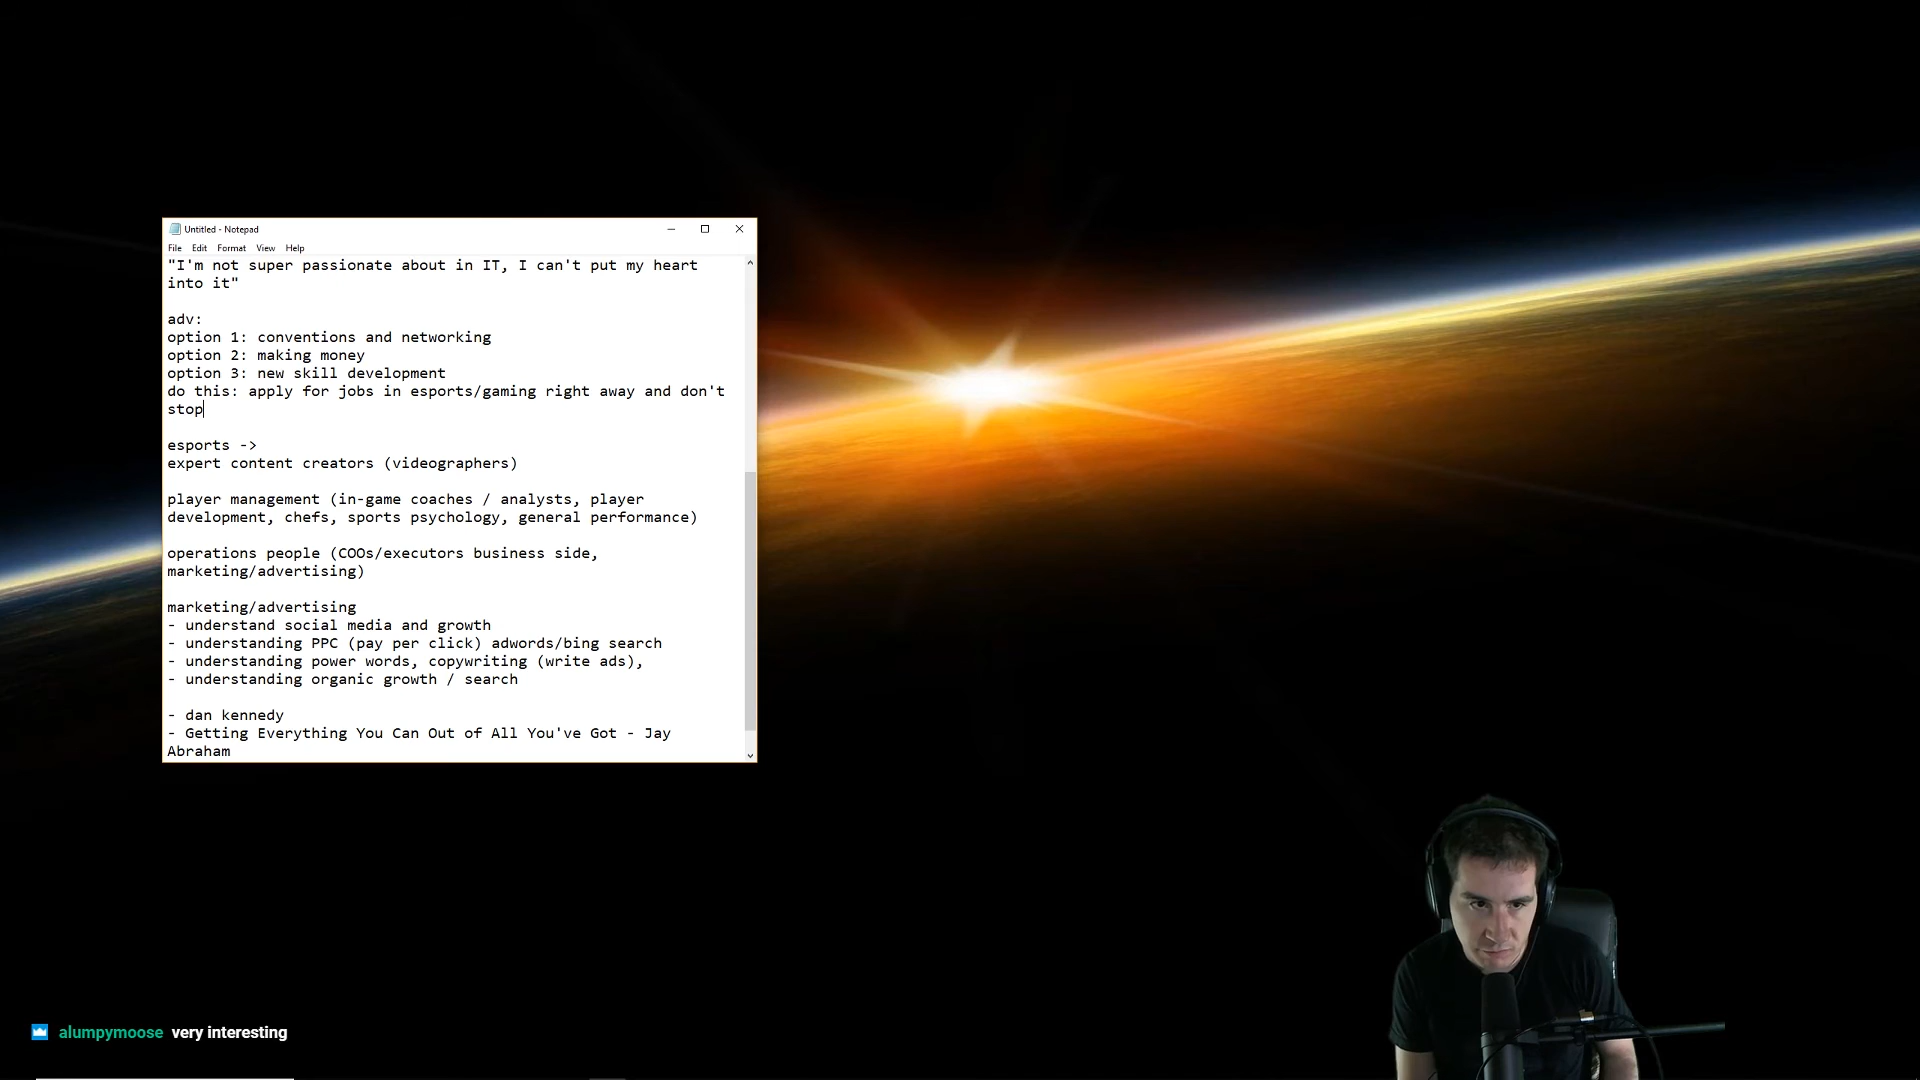 Untitled - Notepad
File Edit Format View Help
"I'm not super passionate about in IT, I can't put my heart
into it"
adv:
option 1: conventions and networking
option 2: making money
option 3: new skill development
do this: apply for jobs in esports/gaming right away and don't
stop
esports ->
expert content creators (videographers)
player management (in-game coaches / analysts, player
development, chefs, sports psychology, general performance)
operations people (COOs/executors business side,
marketing/advertising)
marketing/advertising
- understand social media and growth
- understanding PPC (pay per click) adwords/bing search
- understanding power words, copywriting (write ads),
- understanding organic growth / search
- dan kennedy
- Getting Everything You Can Out of All You've Got - Jay
Abraham
alumpymoose very interesting